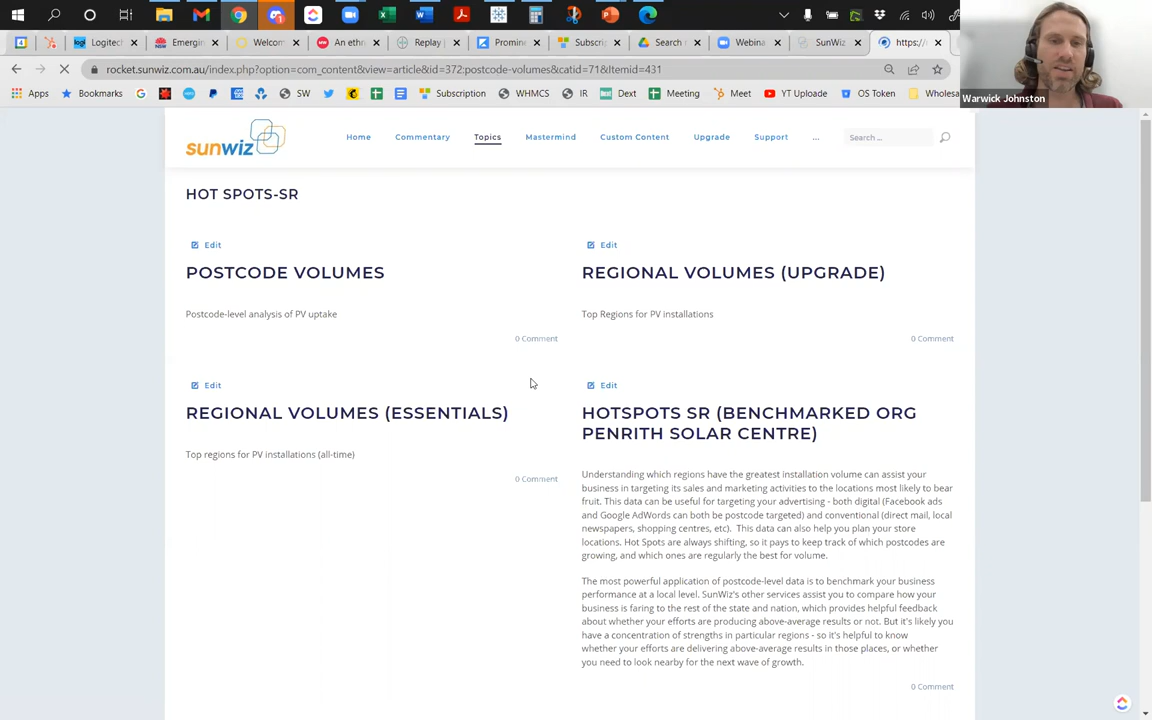 Logitech
Emergin
Welcom
An eth
Replay
Promine
Subscrip
Search
Webina
SunWiz
https://
rocket.sunwiz.com.au/index.php?option=com_content&view=article&id=372:postcode-volumes&catid=71&Itemid=431
Warwick Johnston
Apps
Bookmarks
SW
Subscription
WHMCS
IR
Dext
Meeting
Meet
YT Uploade
OS Token
Wholesa
sunwiz
Home
Commentary
Topics
Mastermind
Custom Content
Upgrade
Support
...
Search ...
HOT SPOTS-SR
Edit
POSTCODE VOLUMES
Postcode-level analysis of PV uptake
0 Comment
Edit
REGIONAL VOLUMES (UPGRADE)
Top Regions for PV installations
0 Comment
Edit
REGIONAL VOLUMES (ESSENTIALS)
Top regions for PV installations (all-time)
0 Comment
Edit
HOTSPOTS SR (BENCHMARKED ORG
PENRITH SOLAR CENTRE)
Understanding which regions have the greatest installation volume can assist your
business in targeting its sales and marketing activities to the locations most likely to bear
fruit. This data can be useful for targeting your advertising - both digital (Facebook ads
and Google AdWords can both be postcode targeted) and conventional (direct mail, local
newspapers, shopping centres, etc).  This data can also help you plan your store
locations. Hot Spots are always shifting, so it pays to keep track of which postcodes are
growing, and which ones are regularly the best for volume.
The most powerful application of postcode-level data is to benchmark your business
performance at a local level. SunWiz's other services assist you to compare how your
business is faring to the rest of the state and nation, which provides helpful feedback
about whether your efforts are producing above-average results or not. But it's likely you
have a concentration of strengths in particular regions - so it's helpful to know
whether your efforts are delivering above-average results in those places, or whether
you need to look nearby for the next wave of growth.
0 Comment